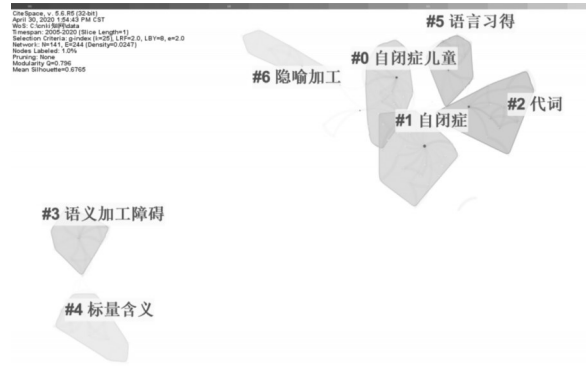 CiteSpace, v. 5.6.R5 (32-bit)
April 30, 2020 1:54:43 PM CST
WoS: C:\cnki知网\data
Timespan: 2005-2020 (Slice Length=1)
Selection Criteria: g-index (k=25), LRF=2.0, LBY=8, e=2.0
Network: N=141, E=244 (Density=0.0247)
Nodes Labeled: 1.0%
Pruning: None
Modularity Q=0.796
Mean Silhouette=0.6765
#5 语言习得
#0 自闭症儿童
#6 隐喻加工
#2 代词
#1 自闭症
#3 语义加工障碍
#4 标量含义